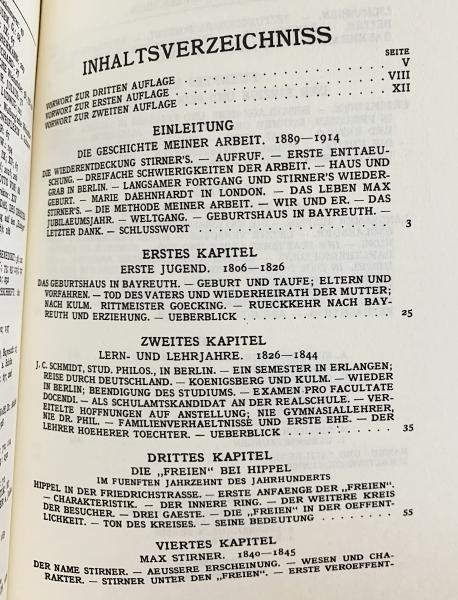 INHALTSVERZEICHNISS
SEITE
VORWORT ZUR DRITTEN AUFLAGE . . . . . . . . . . V
VORWORT ZUR ERSTEN AUFLAGE . . . . . . . . . . VIII
VORWORT ZUR ZWEITEN AUFLAGE . . . . . . . . . . XII
EINLEITUNG
DIE GESCHICHTE MEINER ARBEIT. 1889—1914
DIE WIEDERENTDECKUNG STIRNER'S. — AUFRUF. — ERSTE ENTTAEU-
SCHUNG. — DREIFACHE SCHWIERIGKEITEN DER ARBEIT. — HAUS UND
GRAB IN BERLIN. — LANGSAMER FORTGANG UND STIRNER'S WIEDER-
GEBURT. — MARIE DAEHNHARDT IN LONDON. — DAS LEBEN MAX
STIRNER'S. — DIE METHODE MEINER ARBEIT. — WIR UND ER. — DAS
JUBILAEUMSJAHR. — WELTGANG. — GEBURTSHAUS IN BAYREUTH. —
LETZTER DANK. — SCHLUSSWORT . . . . . . . . . . 3
ERSTES KAPITEL
ERSTE JUGEND. 1806—1826
DAS GEBURTSHAUS IN BAYREUTH. — GEBURT UND TAUFE; ELTERN UND
VORFAHREN. — TOD DES VATERS UND WIEDERHEIRATH DER MUTTER;
NACH KULM. RITTMEISTER GOECKING. — RUECKKEHR NACH BAY-
REUTH UND ERZIEHUNG. — UEBERBLICK . . . . . . . . . . 25
ZWEITES KAPITEL
LERN- UND LEHRJAHRE. 1826—1844
J. C. SCHMIDT, STUD. PHILOS., IN BERLIN. — EIN SEMESTER IN ERLANGEN;
REISE DURCH DEUTSCHLAND. — KOENIGSBERG UND KULM. — WIEDER
IN BERLIN; BEENDIGUNG DES STUDIUMS. — EXAMEN PRO FACULTATE
DOCENDI. — ALS SCHULAMTSKANDIDAT AN DER REALSCHULE. — VER-
EITELTE HOFFNUNGEN AUF ANSTELLUNG; NIE GYMNASIALLEHRER,
NIE DR. PHIL. — FAMILIENVERHAELTNISSE UND ERSTE EHE. — DER
LEHRER HOEHERER TOECHTER. — UEBERBLICK . . . . . . . . . . 35
DRITTES KAPITEL
DIE „FREIEN" BEI HIPPEL
IM FUENFTEN JAHRZEHNT DES JAHRHUNDERTS
HIPPEL IN DER FRIEDRICHSTRASSE. — ERSTE ANFAENGE DER „FREIEN".
— CHARAKTERISTIK. — DER INNERE RING. — DER WEITERE KREIS
DER BESUCHER. — DREI GAESTE. — DIE „FREIEN" IN DER OEFFENT-
LICHKEIT. — TON DES KREISES. — SEINE BEDEUTUNG . . . . . . . . . . 55
VIERTES KAPITEL
MAX STIRNER. 1840—1845
DER NAME STIRNER. — AEUSSERE ERSCHEINUNG. — WESEN UND CHA-
RAKTER. — STIRNER UNTER DEN „FREIEN". — ERSTE VEROEFFENT-